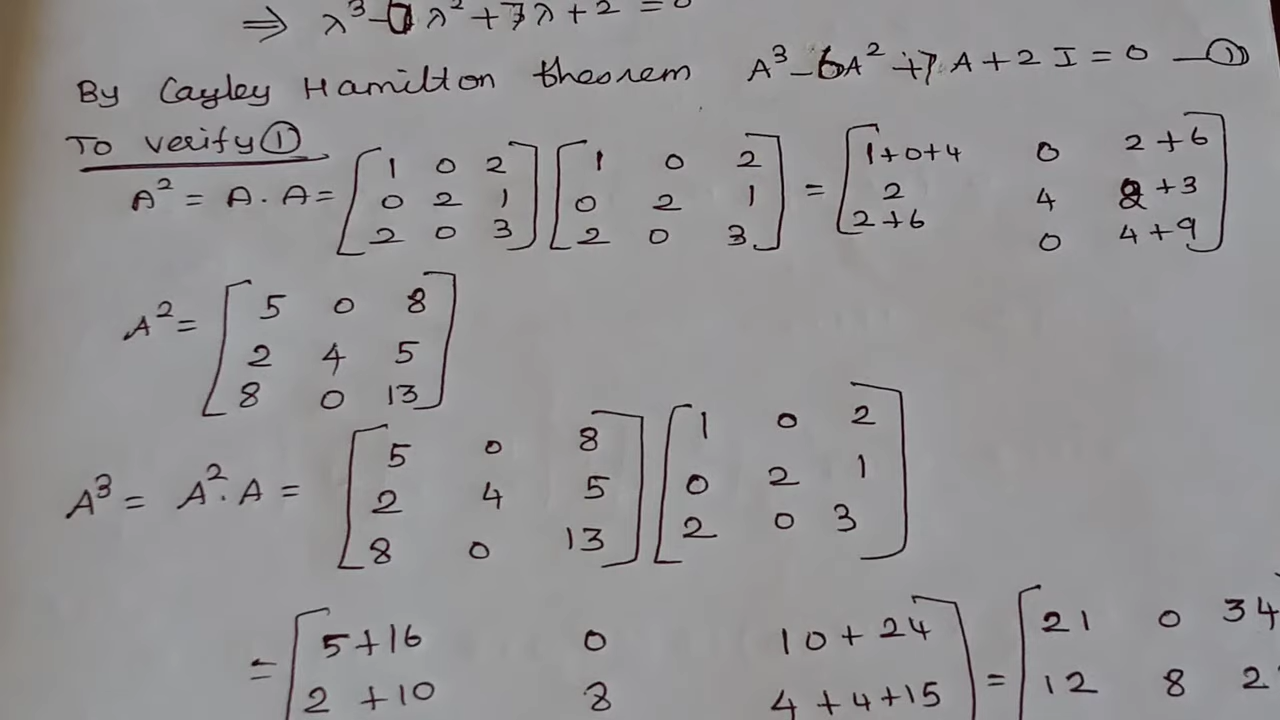 ⇒ λ³-λ²+7λ+2=0
By Cayley Hamilton theorem A³-6A²+7A+2I=0 —①
To verify ①
A² = A.A= [1 0 2] [1 0 2] = [1+0+4 0 2+6]
[0 2 1] [0 2 1] [2 4 2+3]
[2 0 3] [2 0 3] [2+6 0 4+9]
A²= [5 0 8]
[2 4 5]
[8 0 13]
A³ = A².A = [5 0 8] [1 0 2]
[2 4 5] [0 2 1]
[8 0 13] [2 0 3]
= [5+16 0 10+24] = [21 0 34
[2+10 8 4+4+15] [12 8 2